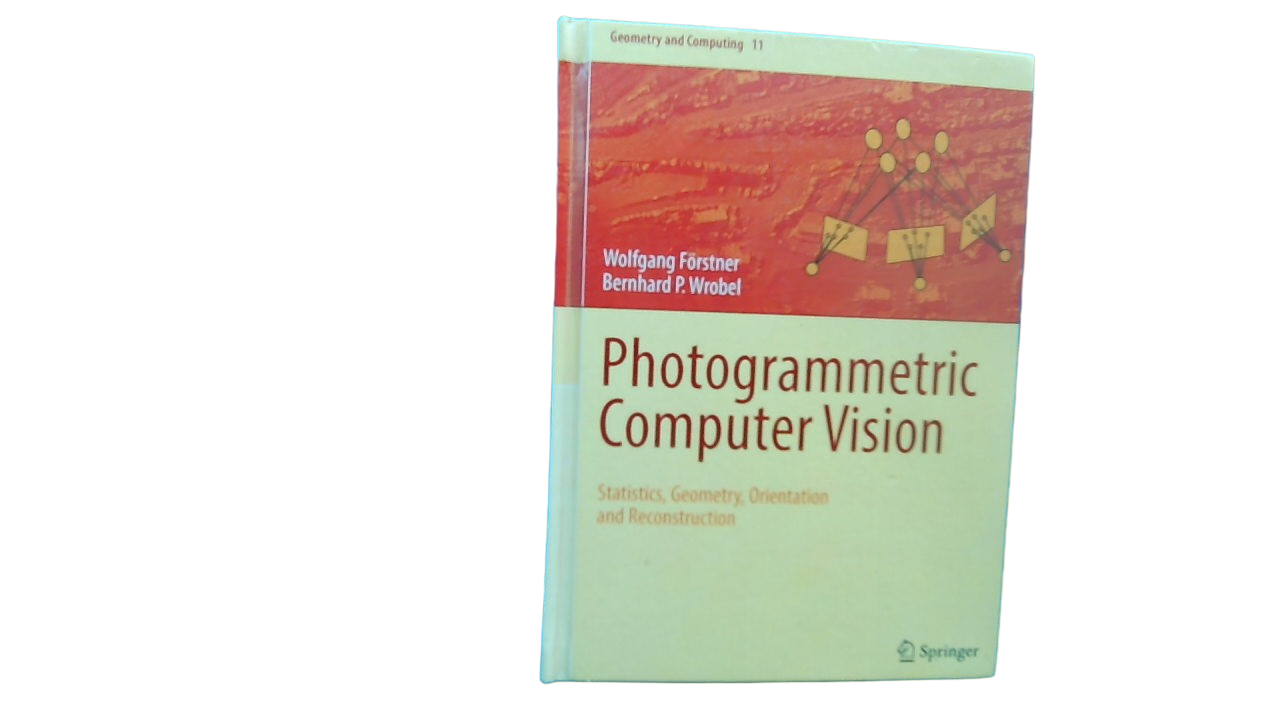 Geometry and Computing 11
Wolfgang Förstner
Bernhard P. Wrobel
Photogrammetric
Computer Vision
Statistics, Geometry, Orientation
and Reconstruction
Springer